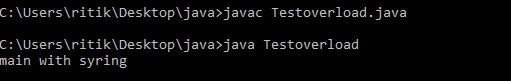 C:\Users\ritik\Desktop\java>javac Testoverload.java
C:\Users\ritik\Desktop\java>java Testoverload
main with syring